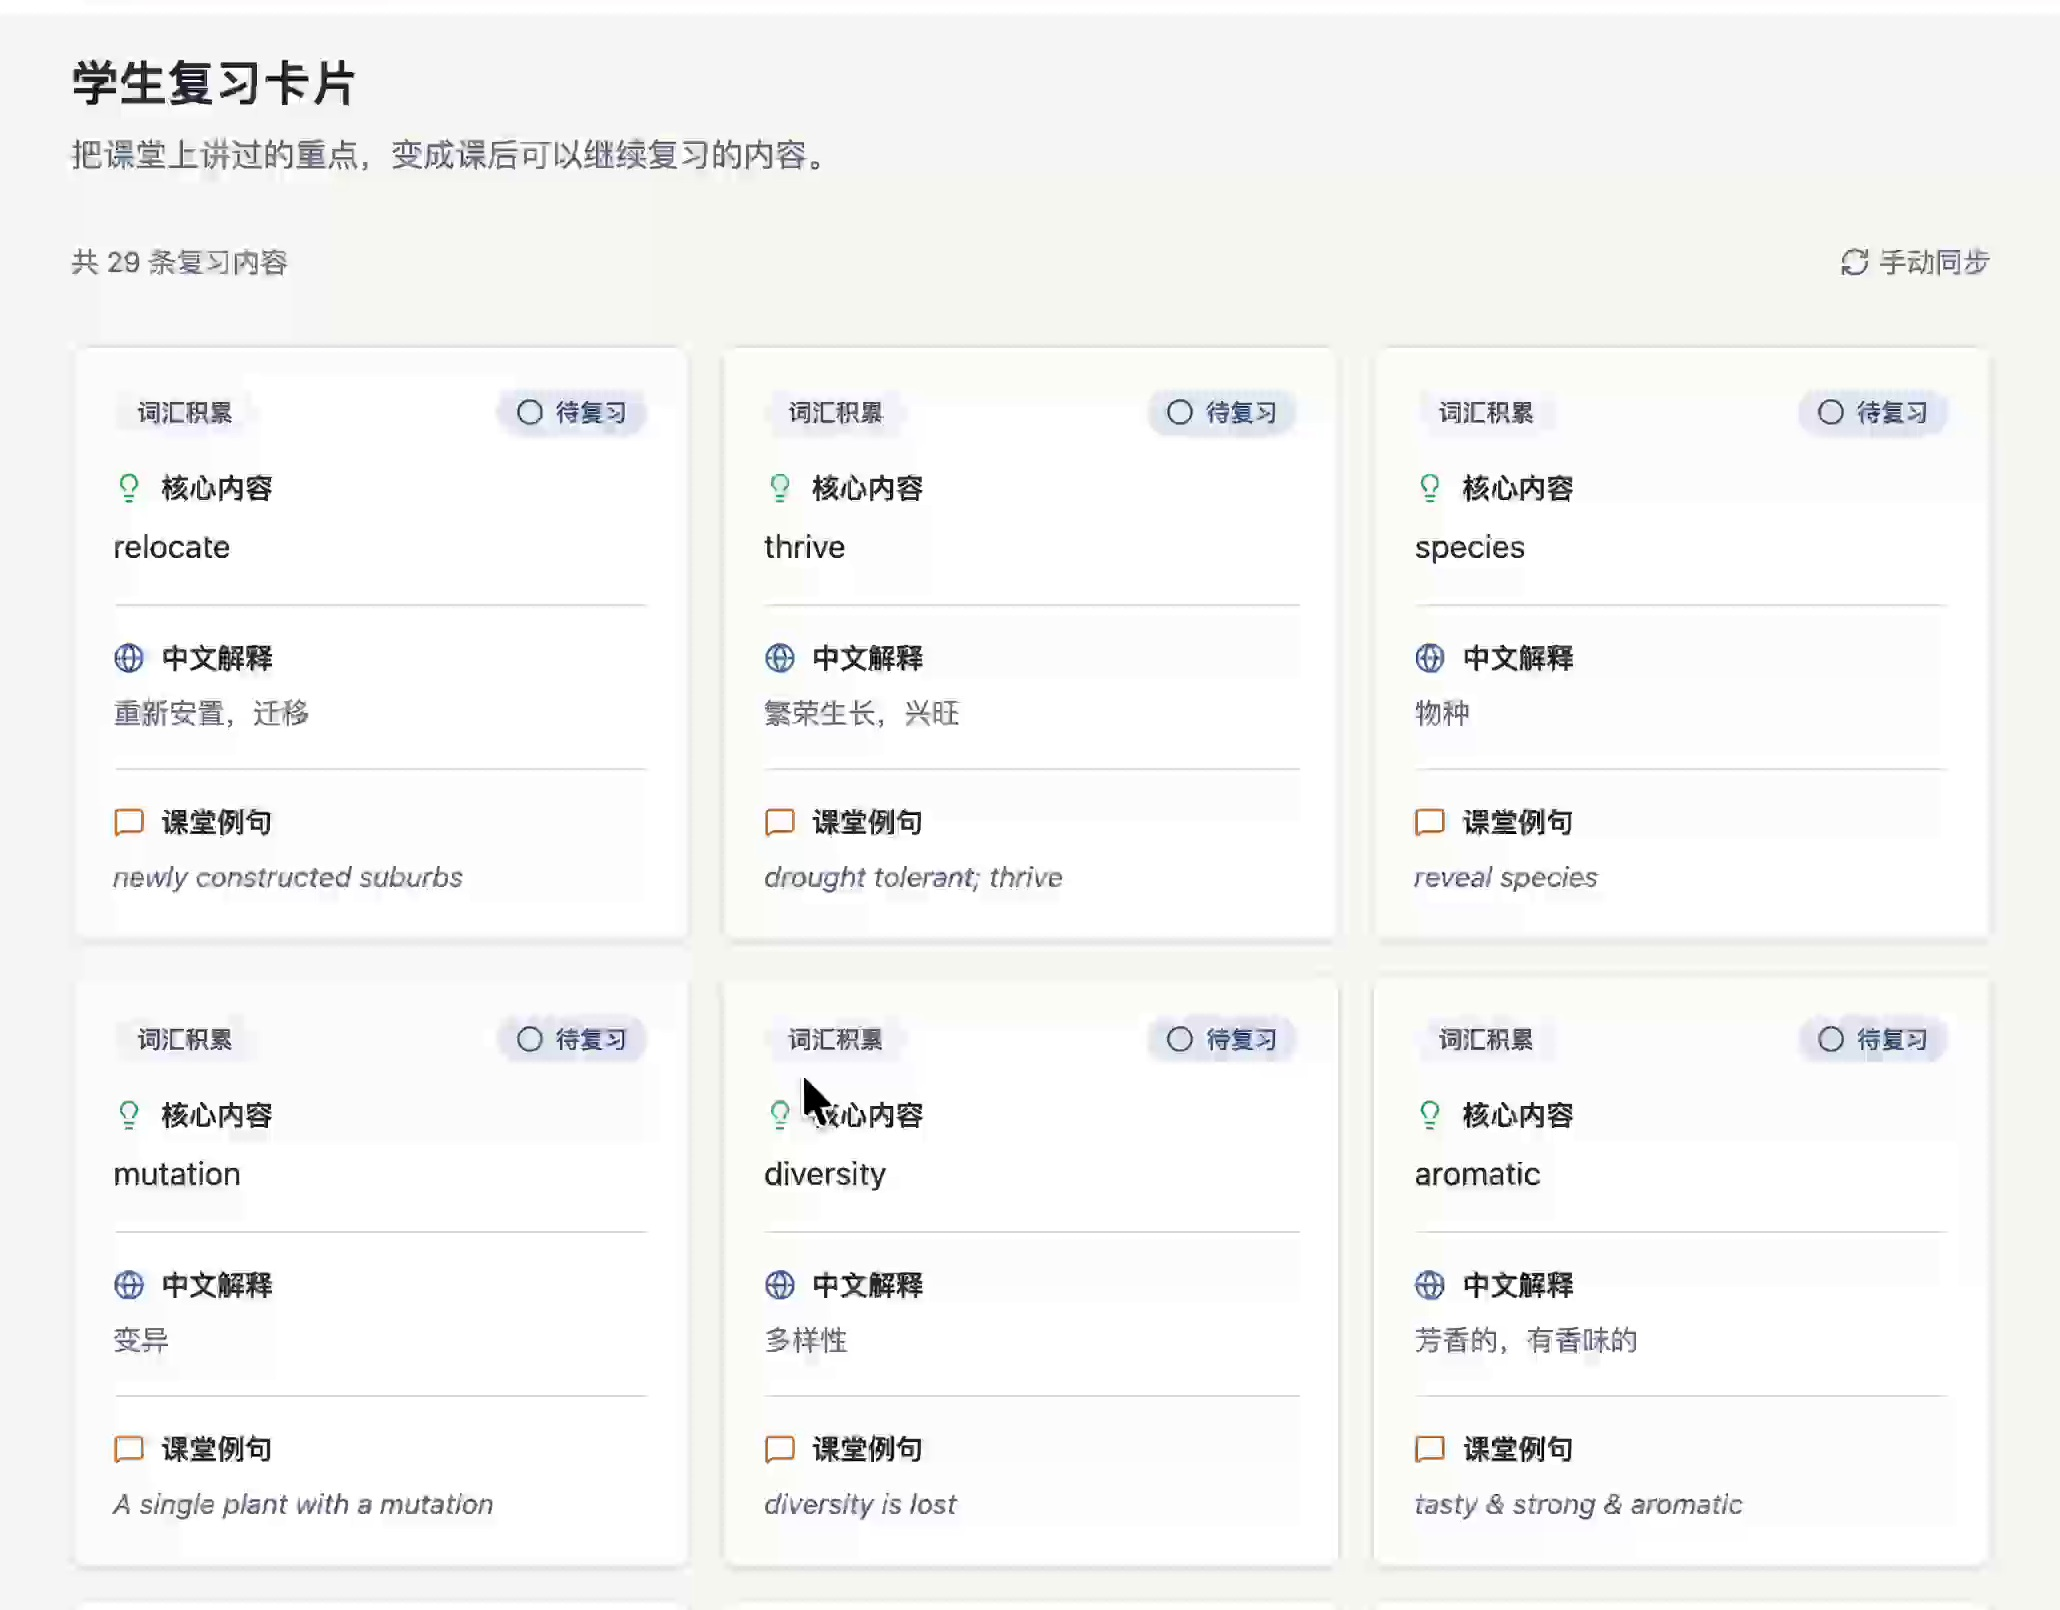 学生复习卡片
把课堂上讲过的重点，变成课后可以继续复习的内容。
共 29 条复习内容
手动同步
词汇积累
待复习
核心内容
relocate
中文解释
重新安置，迁移
课堂例句
newly constructed suburbs
词汇积累
待复习
核心内容
thrive
中文解释
繁荣生长，兴旺
课堂例句
drought tolerant; thrive
词汇积累
待复习
核心内容
species
中文解释
物种
课堂例句
reveal species
词汇积累
待复习
核心内容
mutation
中文解释
变异
课堂例句
A single plant with a mutation
词汇积累
待复习
核心内容
diversity
中文解释
多样性
课堂例句
diversity is lost
词汇积累
待复习
核心内容
aromatic
中文解释
芳香的，有香味的
课堂例句
tasty & strong & aromatic